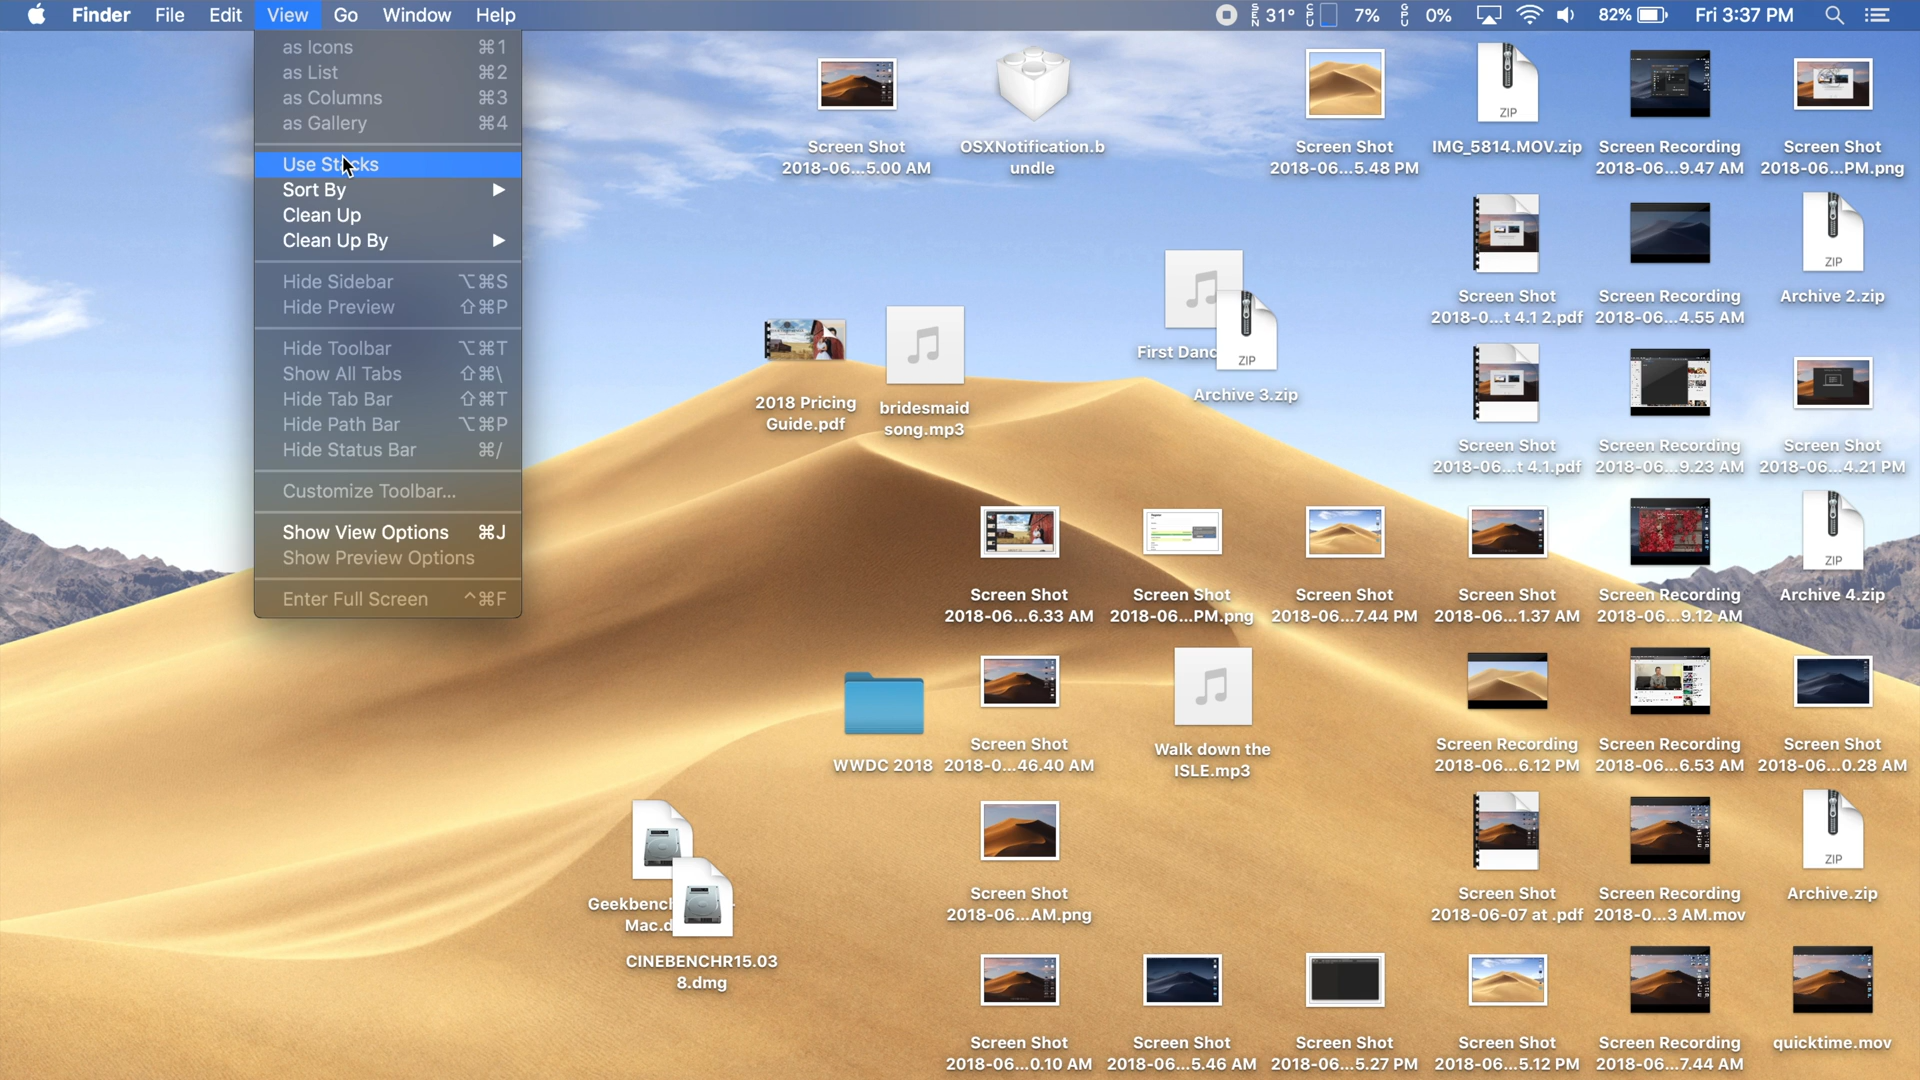 Finder File Edit View Go Window Help
SEN 31° CPU 7% GPU 0% 82% Fri 3:37 PM
as Icons ⌘1
as List ⌘2
as Columns ⌘3
as Gallery ⌘4
Use Stacks
Sort By ▶
Clean Up
Clean Up By ▶
Hide Sidebar ⌥⌘S
Hide Preview ⇧⌘P
Hide Toolbar ⌥⌘T
Show All Tabs ⇧⌘\
Hide Tab Bar ⇧⌘T
Hide Path Bar ⌥⌘P
Hide Status Bar ⌘/
Customize Toolbar...
Show View Options ⌘J
Show Preview Options
Enter Full Screen ^⌘F
Screen Shot
2018-06...5.00 AM
OSXNotification.b
undle
Screen Shot
2018-06...5.48 PM
ZIP
IMG_5814.MOV.zip
Screen Recording
2018-06...9.47 AM
Screen Shot
2018-06...PM.png
Screen Shot
2018-0...t 4.1 2.pdf
Screen Recording
2018-06...4.55 AM
ZIP
Archive 2.zip
2018 Pricing
Guide.pdf
bridesmaid
song.mp3
First Danc
ZIP
Archive 3.zip
Screen Shot
2018-06...t 4.1.pdf
Screen Recording
2018-06...9.23 AM
Screen Shot
2018-06...4.21 PM
Screen Shot
2018-06...6.33 AM
Screen Shot
2018-06...PM.png
Screen Shot
2018-06...7.44 PM
Screen Shot
2018-06...1.37 AM
Screen Recording
2018-06...9.12 AM
ZIP
Archive 4.zip
WWDC 2018
Screen Shot
2018-0...46.40 AM
Walk down the
ISLE.mp3
Screen Recording
2018-06...6.12 PM
Screen Recording
2018-06...6.53 AM
Screen Shot
2018-06...0.28 AM
Geekbench
Mac.d
CINEBENCHR15.03
8.dmg
Screen Shot
2018-06...AM.png
Screen Shot
2018-06-07 at .pdf
Screen Recording
2018-0...3 AM.mov
ZIP
Archive.zip
Screen Shot
2018-06...0.10 AM
Screen Shot
2018-06...5.46 AM
Screen Shot
2018-06...5.27 PM
Screen Shot
2018-06...5.12 PM
Screen Recording
2018-06...7.44 AM
quicktime.mov